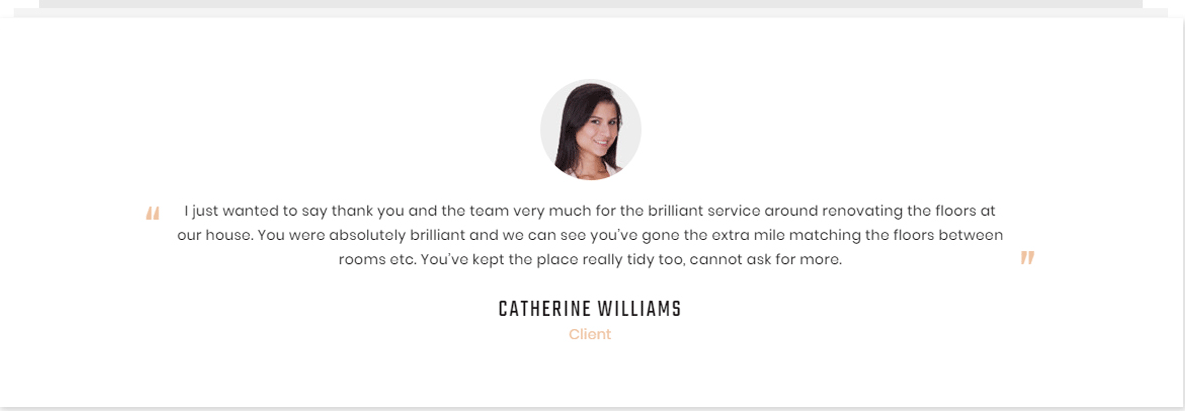 “ I just wanted to say thank you and the team very much for the brilliant service around renovating the floors at
our house. You were absolutely brilliant and we can see you’ve gone the extra mile matching the floors between
rooms etc. You’ve kept the place really tidy too, cannot ask for more. ”
CATHERINE WILLIAMS
Client